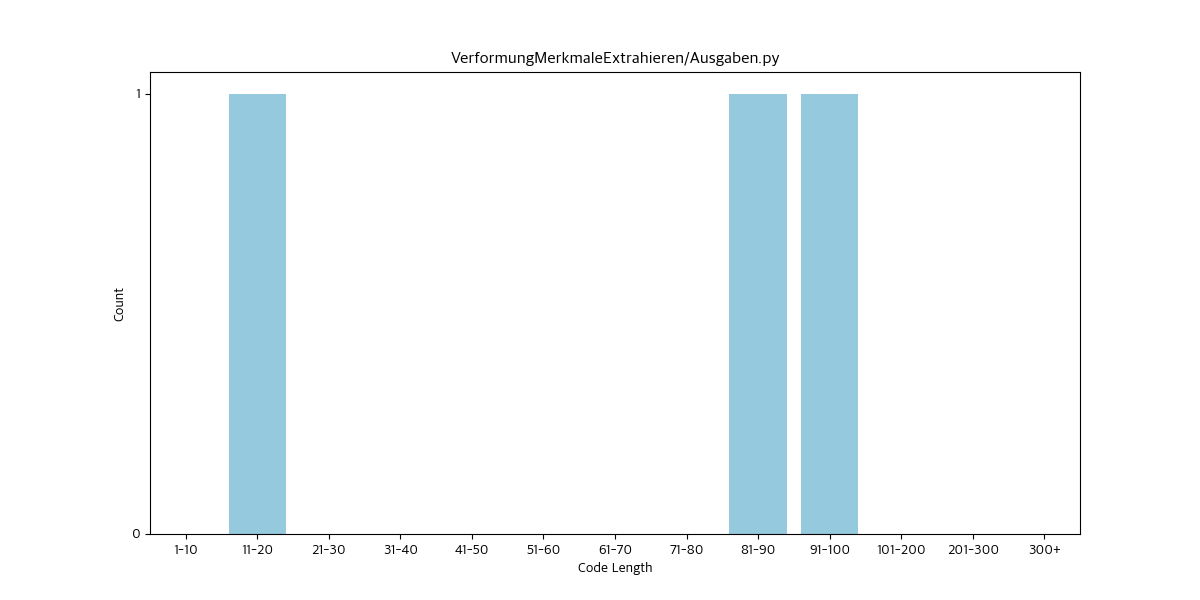 VerformungMerkmaleExtrahieren/Ausgaben.py
1
Count
0
1-10 11-20 21-30 31-40 41-50 51-60 61-70 71-80 81-90 91-100 101-200 201-300 300+
Code Length